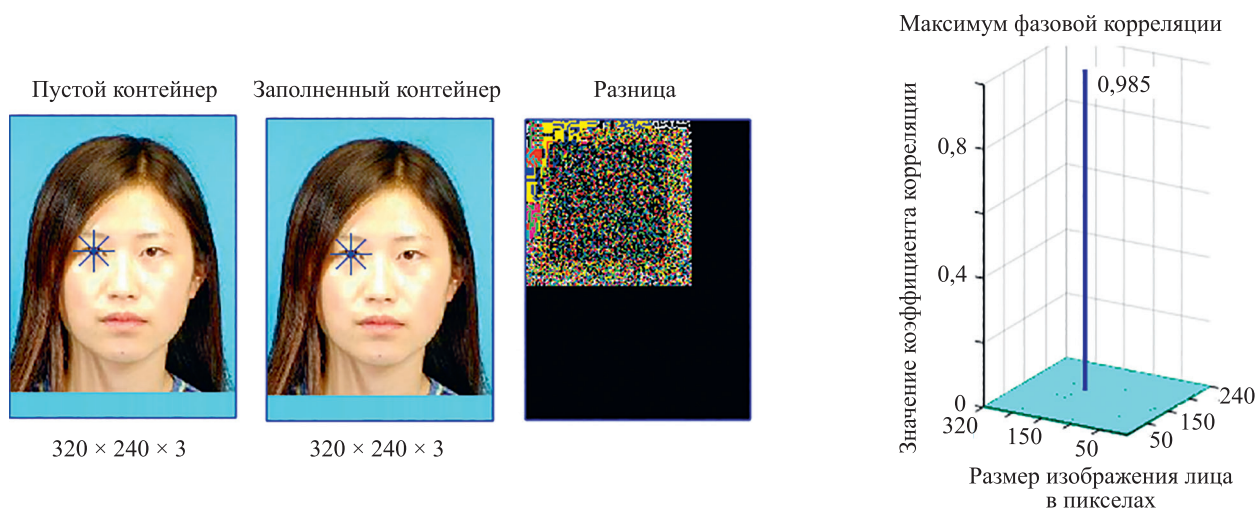 Максимум фазовой корреляции
Пустой контейнер
Заполненный контейнер
Разница
320 × 240 × 3
320 × 240 × 3
Значение коэффициента корреляции
0,985
0,8
0,4
0
320
150
50
50
150
240
Размер изображения лица
в пикселах